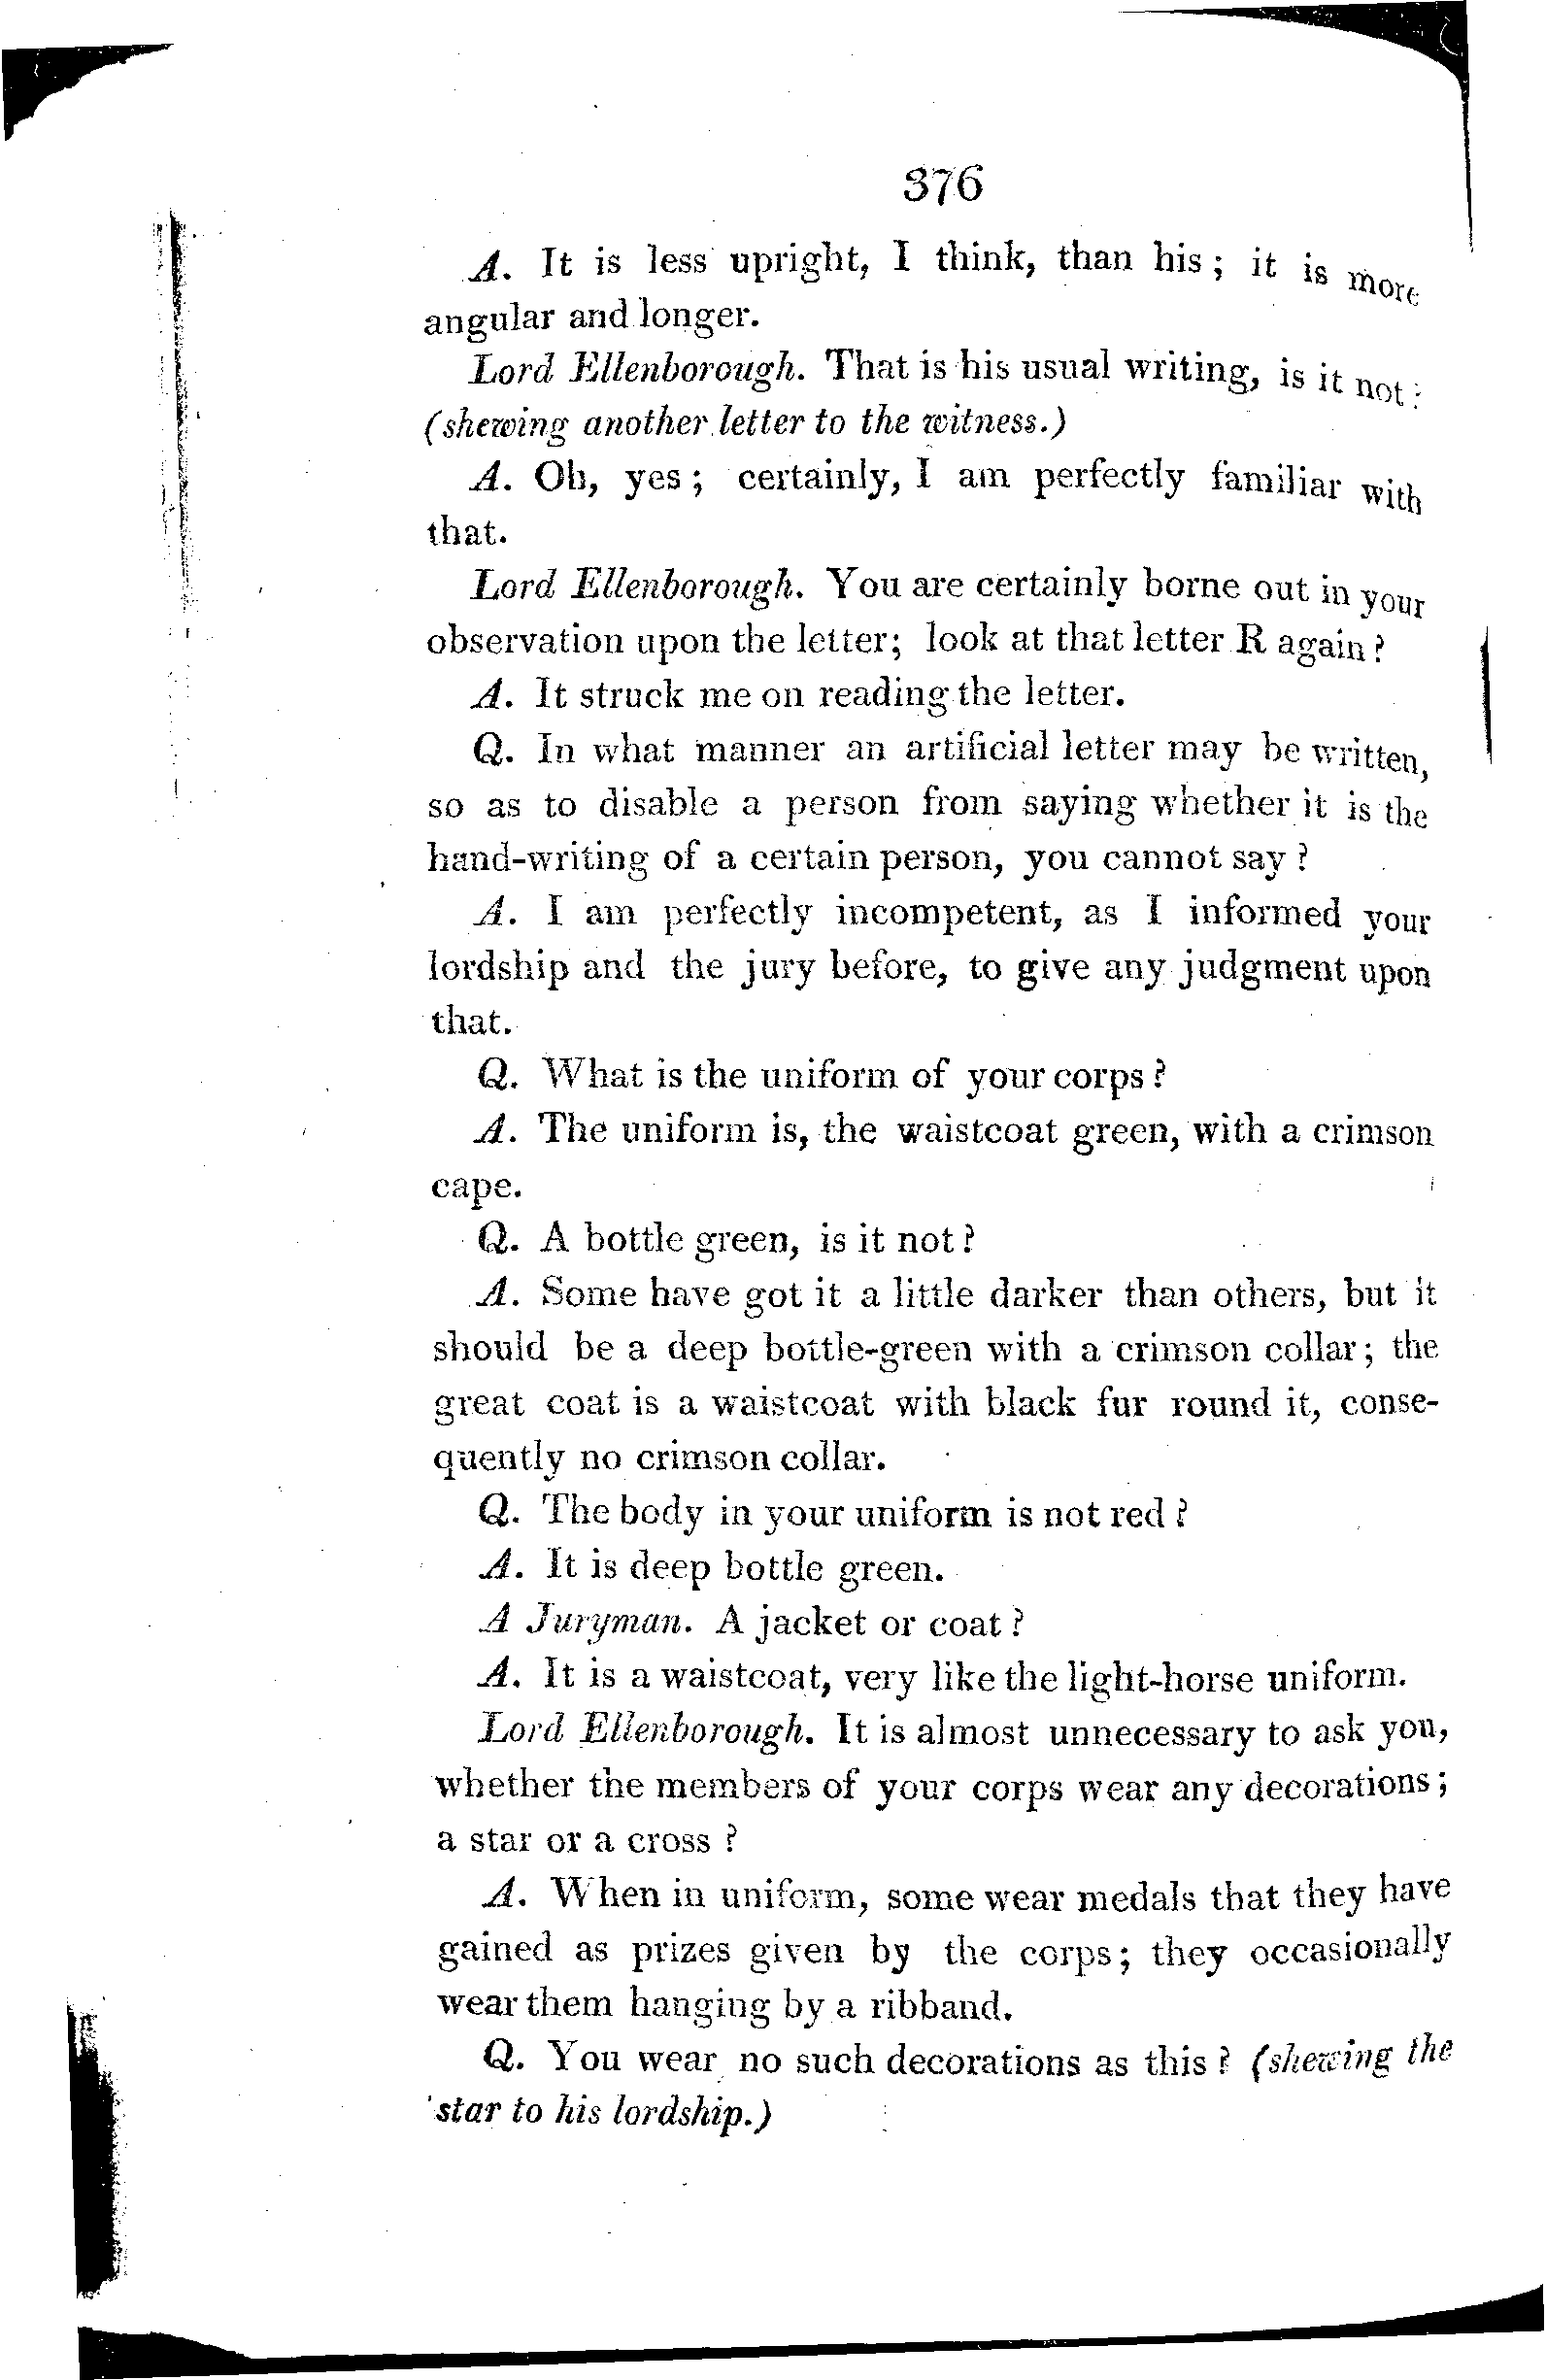 376
A. It is less upright, I think, than his; it is more
angular and longer.
Lord Ellenborough. That is his usual writing, is it not?
(shewing another letter to the witness.)
A. Oh, yes; certainly, I am perfectly familiar with
that.
Lord Ellenborough. You are certainly borne out in your
observation upon the letter; look at that letter R again?
A. It struck me on reading the letter.
Q. In what manner an artificial letter may be written,
so as to disable a person from saying whether it is the
hand-writing of a certain person, you cannot say?
A. I am perfectly incompetent, as I informed your
lordship and the jury before, to give any judgment upon
that.
Q. What is the uniform of your corps?
A. The uniform is, the waistcoat green, with a crimson
cape.
Q. A bottle green, is it not?
A. Some have got it a little darker than others, but it
should be a deep bottle-green with a crimson collar; the
great coat is a waistcoat with black fur round it, conse-
quently no crimson collar.
Q. The body in your uniform is not red?
A. It is deep bottle green.
A Juryman. A jacket or coat?
A. It is a waistcoat, very like the light-horse uniform.
Lord Ellenborough. It is almost unnecessary to ask you,
whether the members of your corps wear any decorations;
a star or a cross?
A. When in uniform, some wear medals that they have
gained as prizes given by the corps; they occasionally
wear them hanging by a ribband.
Q. You wear no such decorations as this? (shewing the
star to his lordship.)